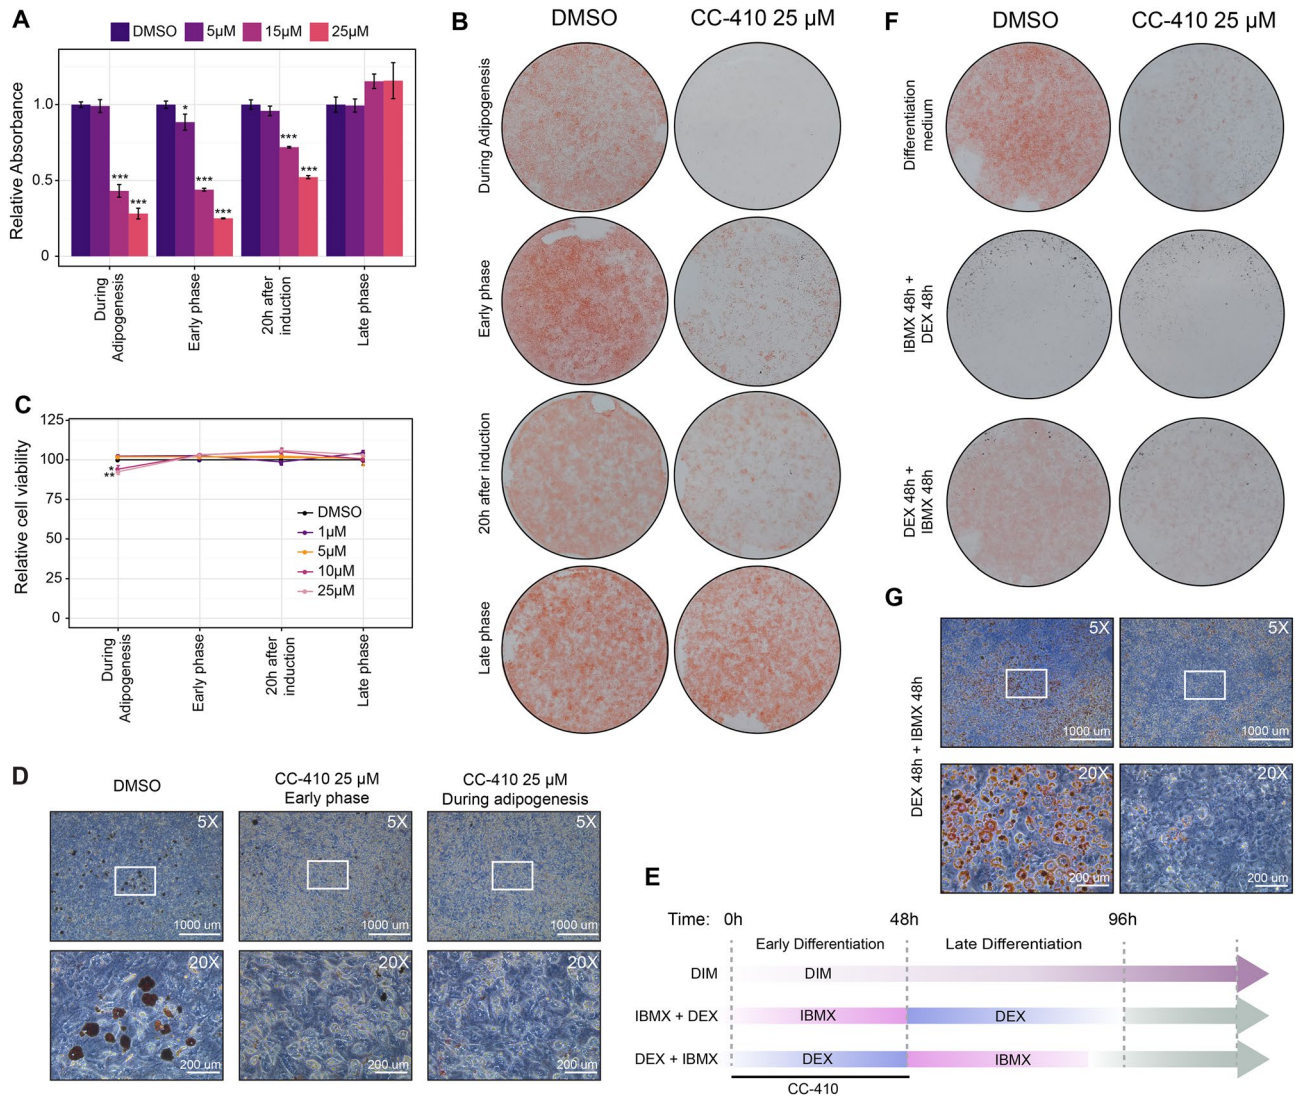 A
DMSO 5µM 15µM 25µM
Relative Absorbance
1.0
0.5
0
*
***
***
***
***
***
***
During
Adipogenesis
Early phase
20h after
induction
Late phase
B
DMSO CC-410 25 µM
During Adipogenesis
Early phase
20h after induction
Late phase
C
Relative cell viability
125
100
75
50
25
0
*
**
DMSO
1µM
5µM
10µM
25µM
During
Adipogenesis
Early phase
20h after
induction
Late phase
D
DMSO
CC-410 25 µM
Early phase
CC-410 25 µM
During adipogenesis
5X
1000 um
5X
1000 um
5X
1000 um
20X
200 um
20X
200 um
20X
200 um
E
Time: 0h 48h 96h
Early Differentiation Late Differentiation
DIM DIM
IBMX + DEX IBMX DEX
DEX + IBMX DEX IBMX
CC-410
F
DMSO CC-410 25 µM
Differentiation
medium
IBMX 48h +
DEX 48h
DEX 48h +
IBMX 48h
G
DEX 48h + IBMX 48h
5X
1000 um
5X
1000 um
20X
200 um
20X
200 um